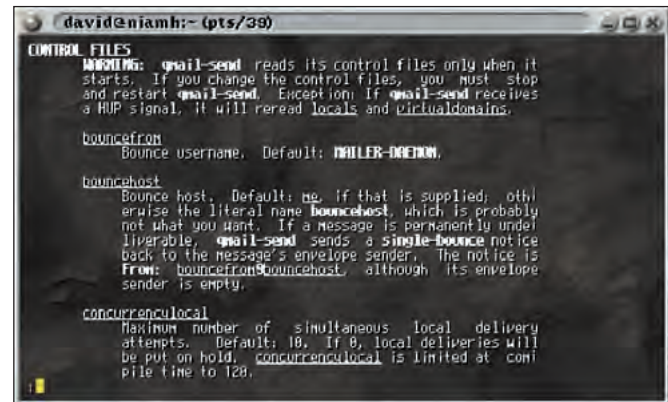 david@niamh:~ (pts/39)
CONTROL FILES
WARNING: qmail-send reads its control files only when it
starts. If you change the control files, you must stop
and restart qmail-send. Exception: If qmail-send receives
a HUP signal, it will reread locals and virtualdomains.
bouncefrom
Bounce username. Default: MAILER-DAEMON.
bouncehost
Bounce host. Default: me, if that is supplied; othi
erwise the literal name bouncehost, which is probably
not what you want. If a message is permanently undei
liverable, qmail-send sends a single-bounce notice
back to the message's envelope sender. The notice is
From: bouncefrom@bouncehost, although its envelope
sender is empty.
concurrencylocal
Maximum number of simultaneous local delivery
attempts. Default: 10. If 0, local deliveries will
be put on hold. concurrencylocal is limited at comi
pile time to 120.
: